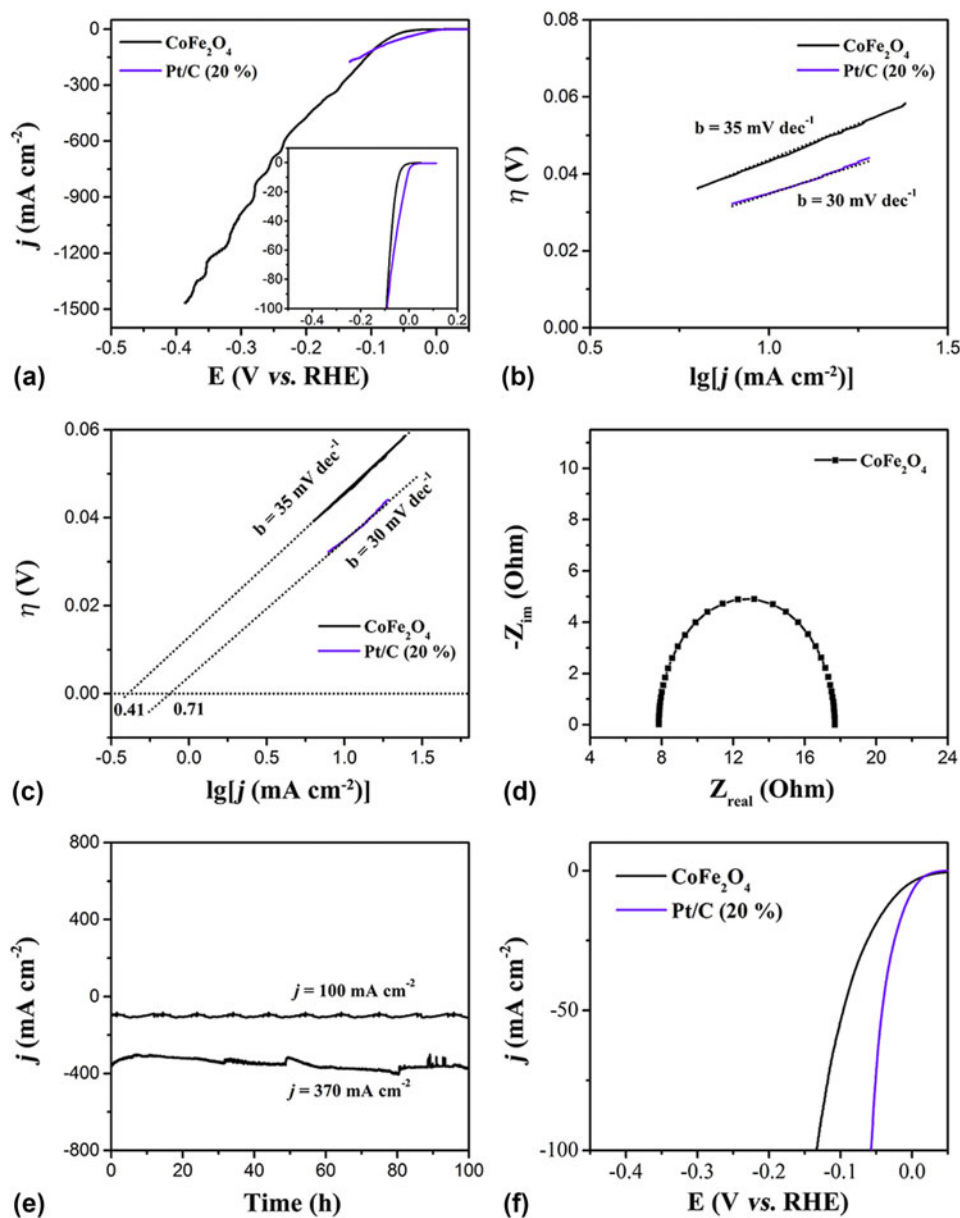 CoFe₂O₄
Pt/C (20 %)
0
-300
-600
-900
-1200
-1500
j (mA cm⁻²)
0
-20
-40
-60
-80
-100
-0.4 -0.2 0.0 0.2
-0.5 -0.4 -0.3 -0.2 -0.1 0.0
E (V vs. RHE)
(a)
CoFe₂O₄
Pt/C (20 %)
b = 35 mV dec⁻¹
b = 30 mV dec⁻¹
0.08
0.06
0.04
0.02
0.00
η (V)
0.5 1.0 1.5
lg[j (mA cm⁻²)]
(b)
b = 35 mV dec⁻¹
b = 30 mV dec⁻¹
CoFe₂O₄
Pt/C (20 %)
0.06
0.04
0.02
0.00
η (V)
0.41 0.71
-0.5 0.0 0.5 1.0 1.5
lg[j (mA cm⁻²)]
(c)
CoFe₂O₄
10
8
6
4
2
0
-Zim (Ohm)
4 8 12 16 20 24
Zreal (Ohm)
(d)
800
400
0
-400
-800
j (mA cm⁻²)
j = 100 mA cm⁻²
j = 370 mA cm⁻²
0 20 40 60 80 100
Time (h)
(e)
CoFe₂O₄
Pt/C (20 %)
0
-50
-100
j (mA cm⁻²)
-0.4 -0.3 -0.2 -0.1 0.0
E (V vs. RHE)
(f)